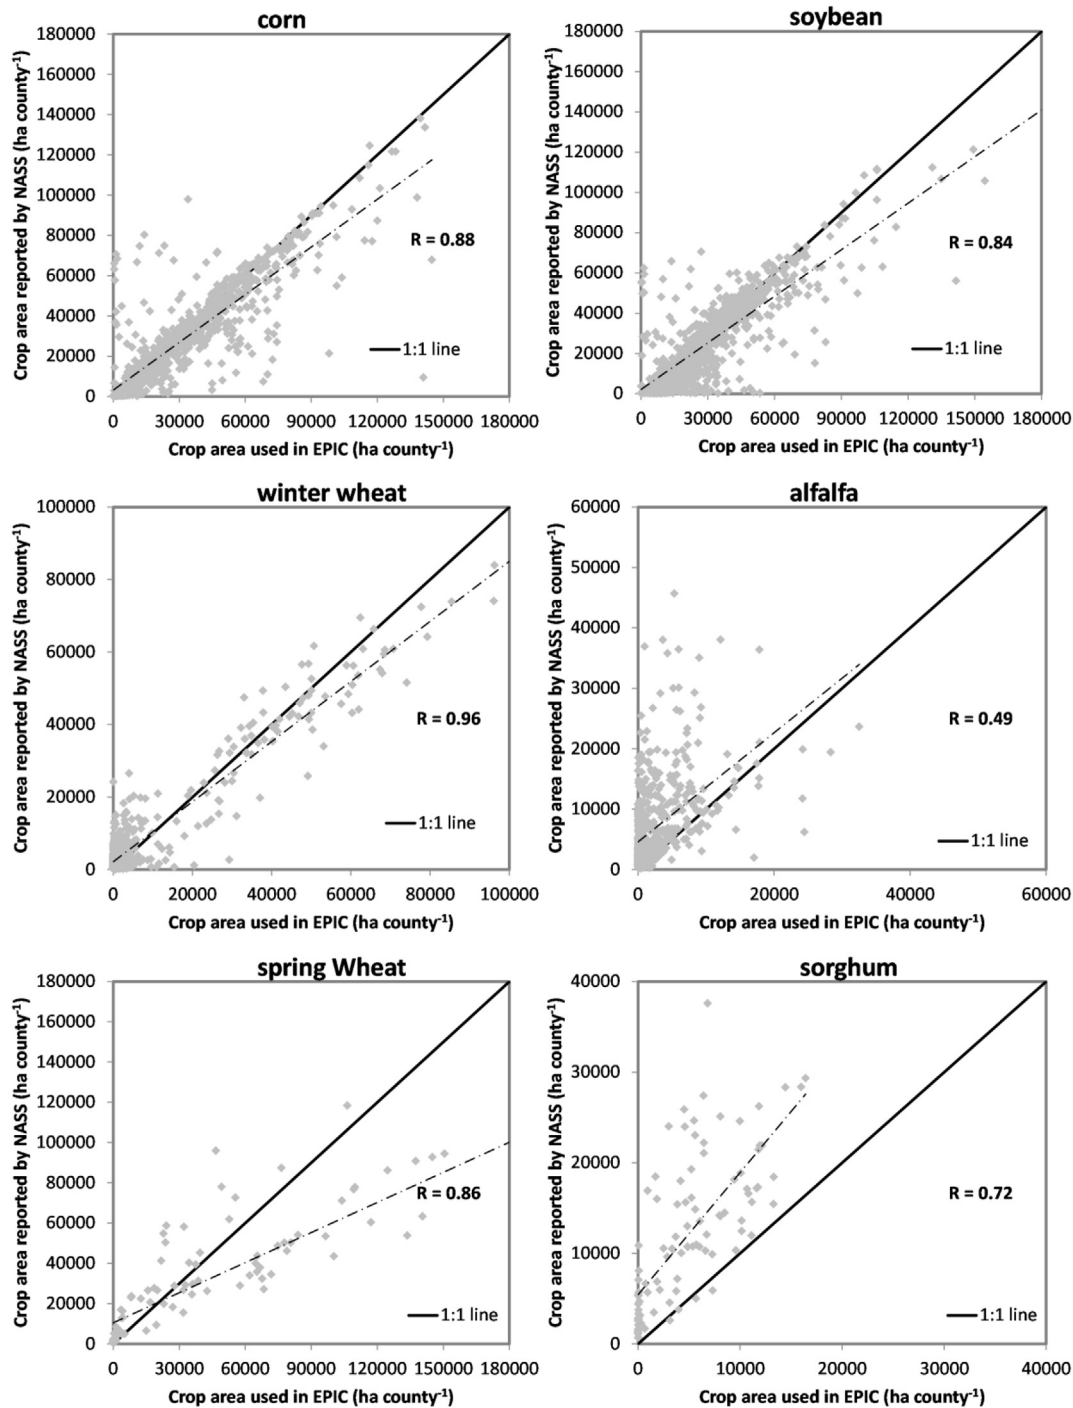 corn
180000
160000
140000
120000
100000
80000
60000
40000
20000
0
Crop area reported by NASS (ha county-1)
R = 0.88
1:1 line
0 30000 60000 90000 120000 150000 180000
Crop area used in EPIC (ha county-1)
soybean
180000
160000
140000
120000
100000
80000
60000
40000
20000
0
Crop area reported by NASS (ha county-1)
R = 0.84
1:1 line
0 30000 60000 90000 120000 150000 180000
Crop area used in EPIC (ha county-1)
winter wheat
100000
80000
60000
40000
20000
0
Crop area reported by NASS (ha county-1)
R = 0.96
1:1 line
0 20000 40000 60000 80000 100000
Crop area used in EPIC (ha county-1)
alfalfa
60000
50000
40000
30000
20000
10000
0
Crop area reported by NASS (ha county-1)
R = 0.49
1:1 line
0 20000 40000 60000
Crop area used in EPIC (ha county-1)
spring Wheat
180000
160000
140000
120000
100000
80000
60000
40000
20000
0
Crop area reported by NASS (ha county-1)
R = 0.86
1:1 line
0 30000 60000 90000 120000 150000 180000
Crop area used in EPIC (ha county-1)
sorghum
40000
30000
20000
10000
0
Crop area reported by NASS (ha county-1)
R = 0.72
1:1 line
0 10000 20000 30000 40000
Crop area used in EPIC (ha county-1)